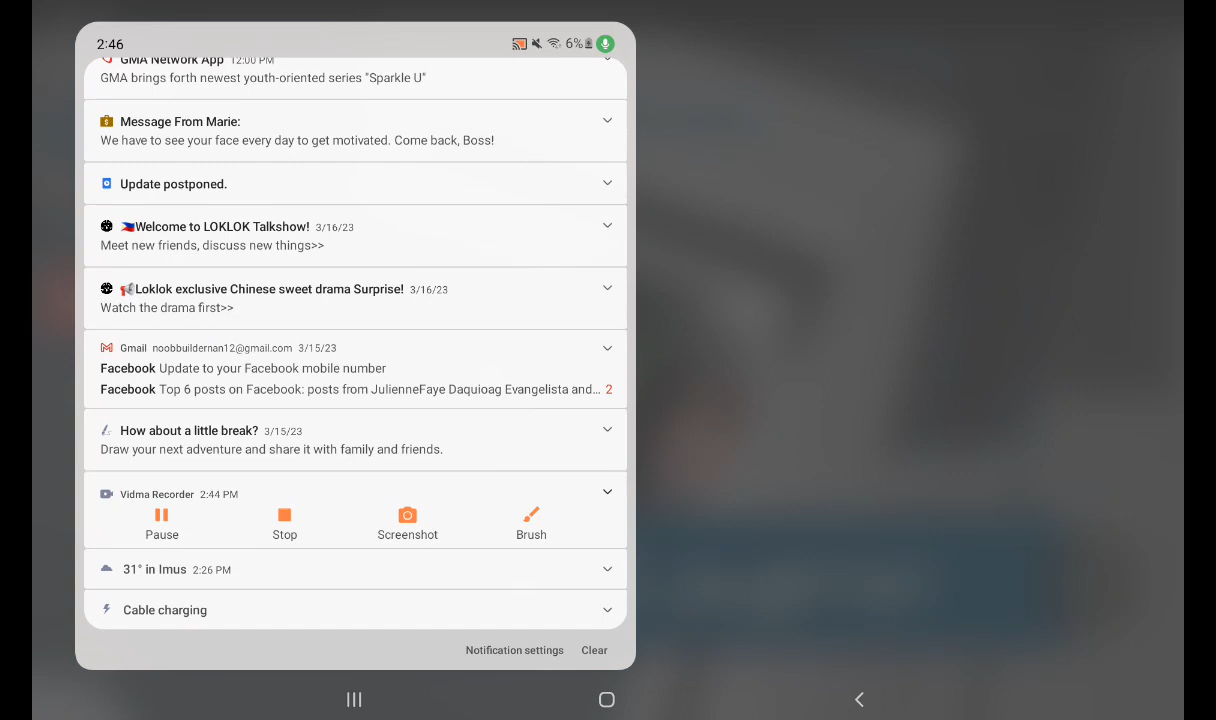 2:46
6%
GMA Network App 12:00 PM
GMA brings forth newest youth-oriented series "Sparkle U"
Message From Marie:
We have to see your face every day to get motivated. Come back, Boss!
Update postponed.
🇵🇭Welcome to LOKLOK Talkshow! 3/16/23
Meet new friends, discuss new things>>
📢Loklok exclusive Chinese sweet drama Surprise! 3/16/23
Watch the drama first>>
Gmail noobbuildernan12@gmail.com 3/15/23
Facebook Update to your Facebook mobile number
Facebook Top 6 posts on Facebook: posts from JulienneFaye Daquioag Evangelista and... 2
How about a little break? 3/15/23
Draw your next adventure and share it with family and friends.
Vidma Recorder 2:44 PM
Pause Stop Screenshot Brush
31° in Imus 2:26 PM
Cable charging
Notification settings Clear